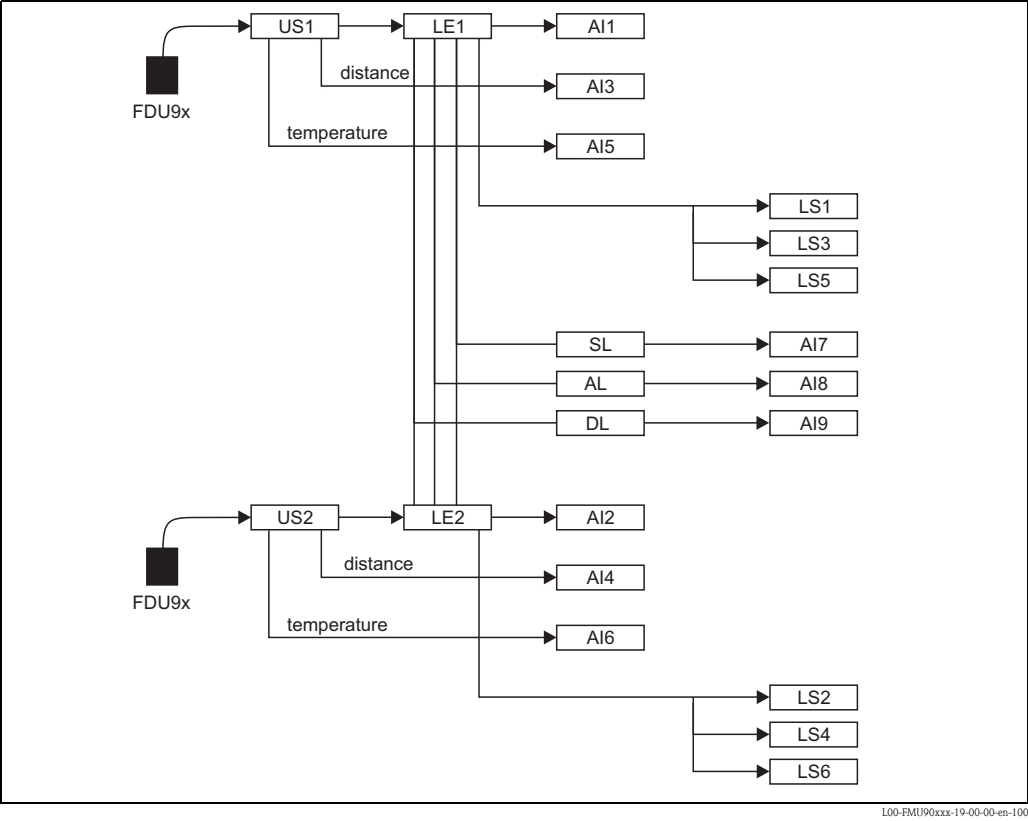 US1
LE1
AI1
distance
AI3
FDU9x
temperature
AI5
LS1
LS3
LS5
SL
AI7
AL
AI8
DL
AI9
US2
LE2
AI2
distance
AI4
FDU9x
temperature
AI6
LS2
LS4
LS6
L00-FMU90xxx-19-00-00-en-100